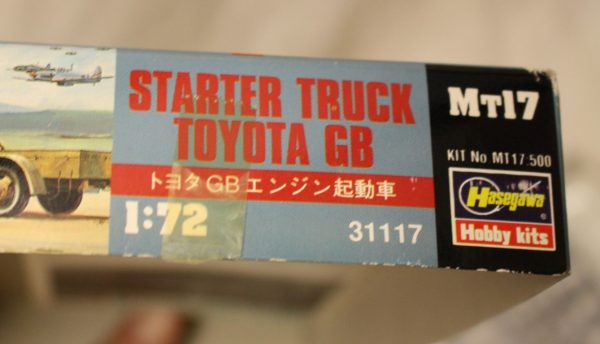 STARTER TRUCK
TOYOTA GB
トヨタGBエンジン起動車
1:72
31117
MT17
KIT No MT17:500
Hasegawa
Hobby kits